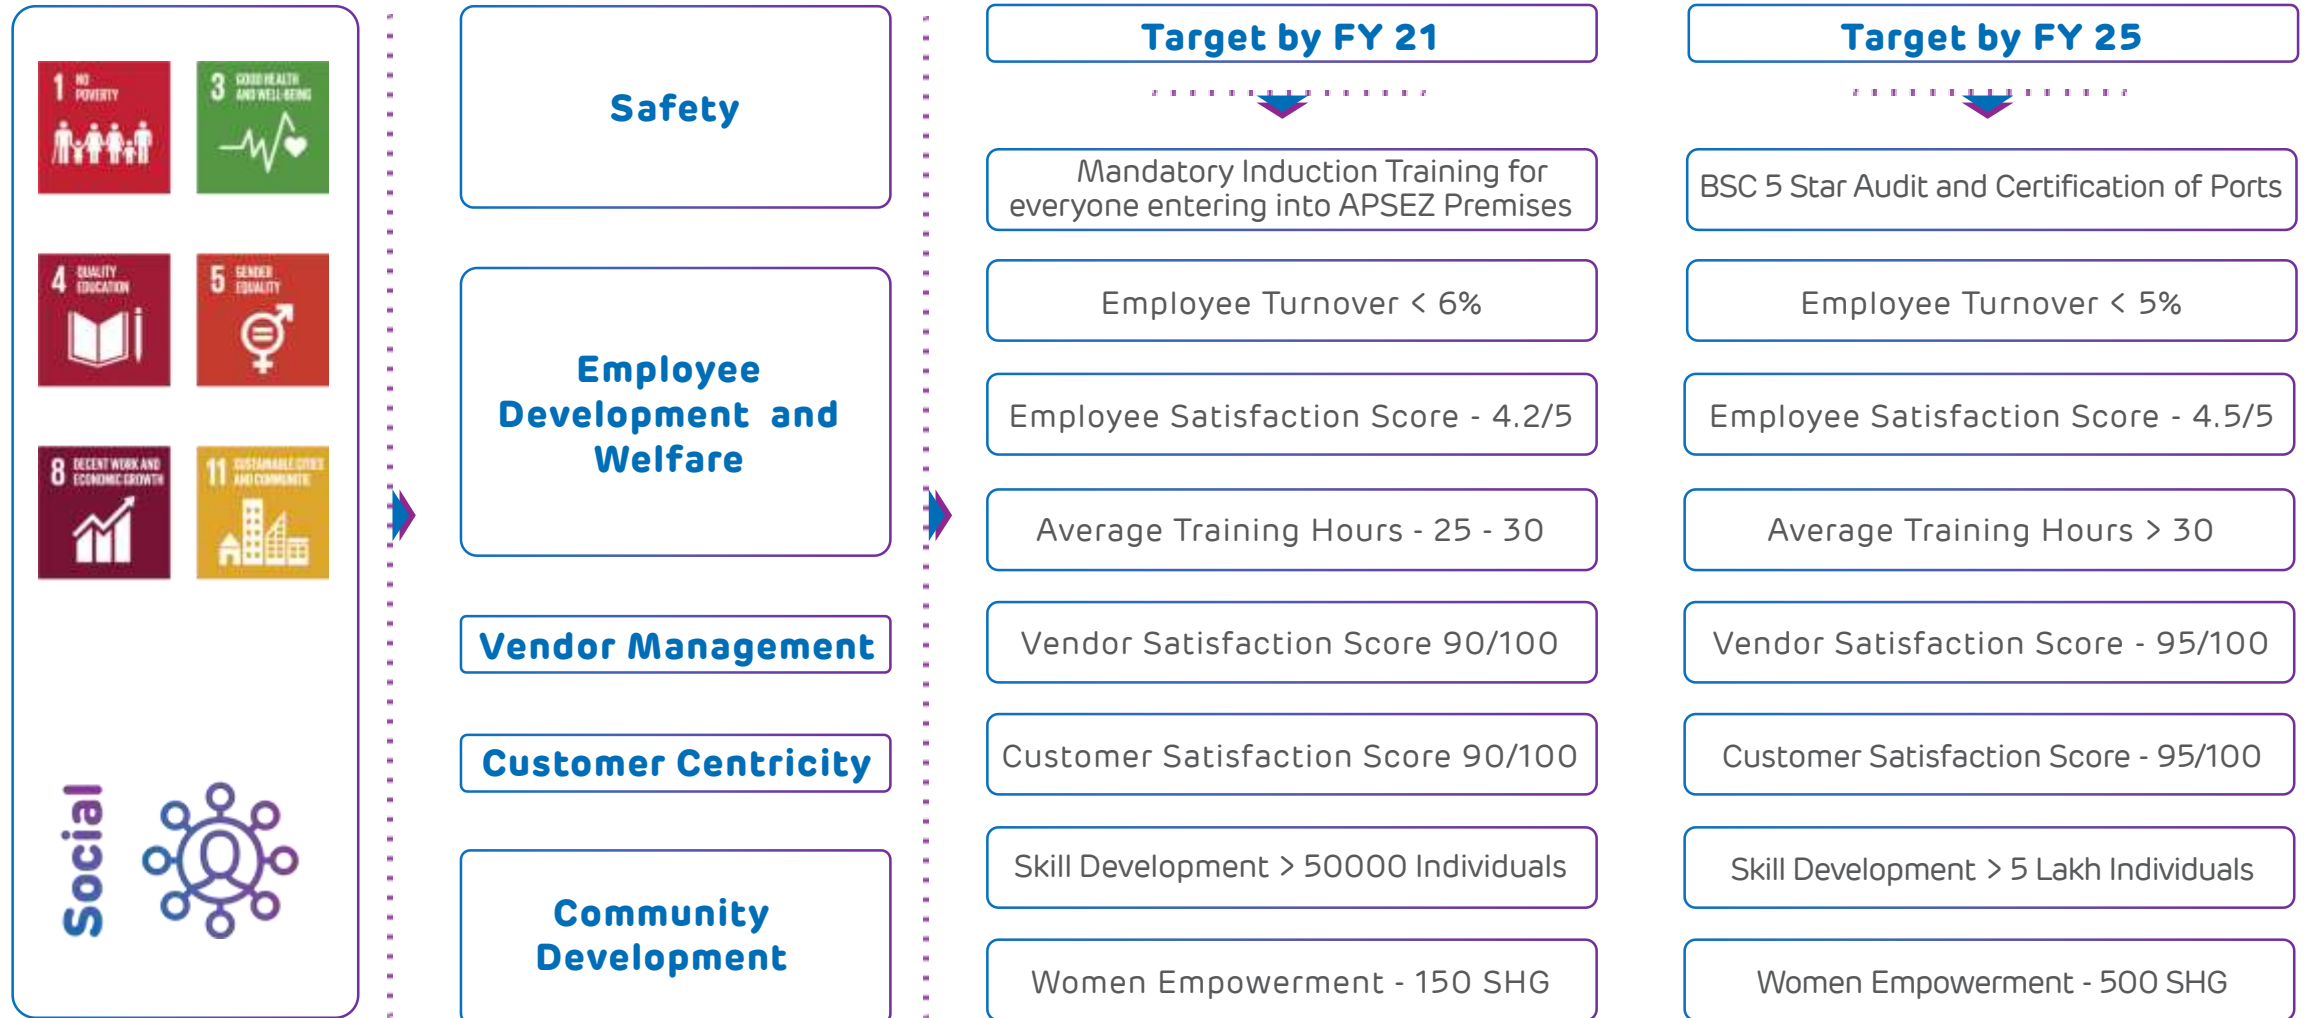 1 NO
POVERTY
3 GOOD HEALTH
AND WELL-BEING
4 QUALITY
EDUCATION
5 GENDER
EQUALITY
8 DECENT WORK AND
ECONOMIC GROWTH
11 SUSTAINABLE CITIES
AND COMMUNITIE
Social
Safety
Employee
Development and
Welfare
Vendor Management
Customer Centricity
Community
Development
Target by FY 21
Mandatory Induction Training for
everyone entering into APSEZ Premises
Employee Turnover < 6%
Employee Satisfaction Score - 4.2/5
Average Training Hours - 25 - 30
Vendor Satisfaction Score 90/100
Customer Satisfaction Score 90/100
Skill Development > 50000 Individuals
Women Empowerment - 150 SHG
Target by FY 25
BSC 5 Star Audit and Certification of Ports
Employee Turnover < 5%
Employee Satisfaction Score - 4.5/5
Average Training Hours > 30
Vendor Satisfaction Score - 95/100
Customer Satisfaction Score - 95/100
Skill Development > 5 Lakh Individuals
Women Empowerment - 500 SHG